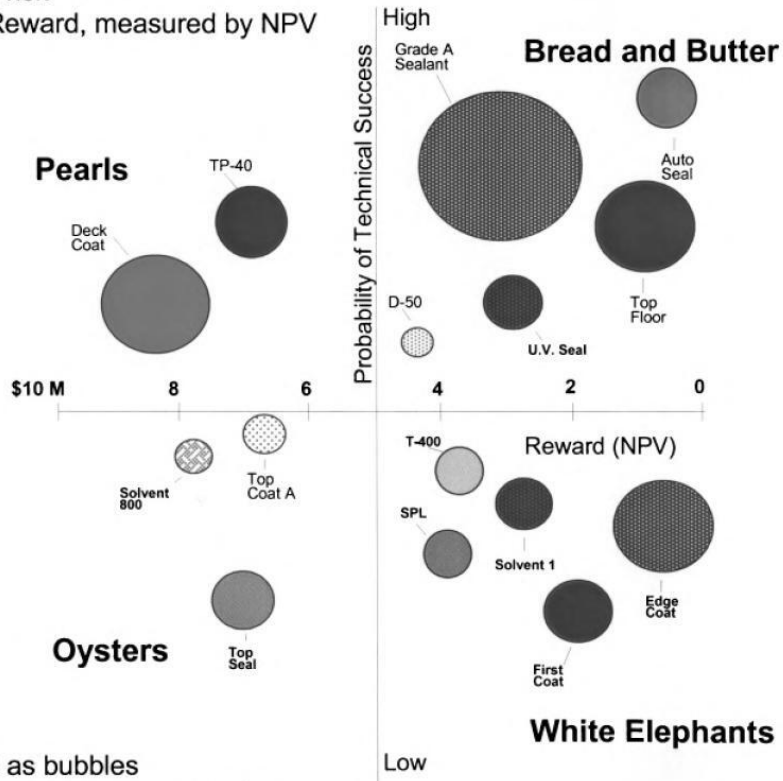 Reward, measured by NPV
High
Bread and Butter
Grade A
Sealant
Probability of Technical Success
Pearls
TP-40
Auto
Seal
Deck
Coat
D-50
Top
Floor
U.V. Seal
$10 M
8
6
4
2
0
T-400
Reward (NPV)
Solvent
800
Top
Coat A
SPL
Solvent 1
Edge
Coat
Oysters
Top
Seal
First
Coat
White Elephants
Low
as bubbles